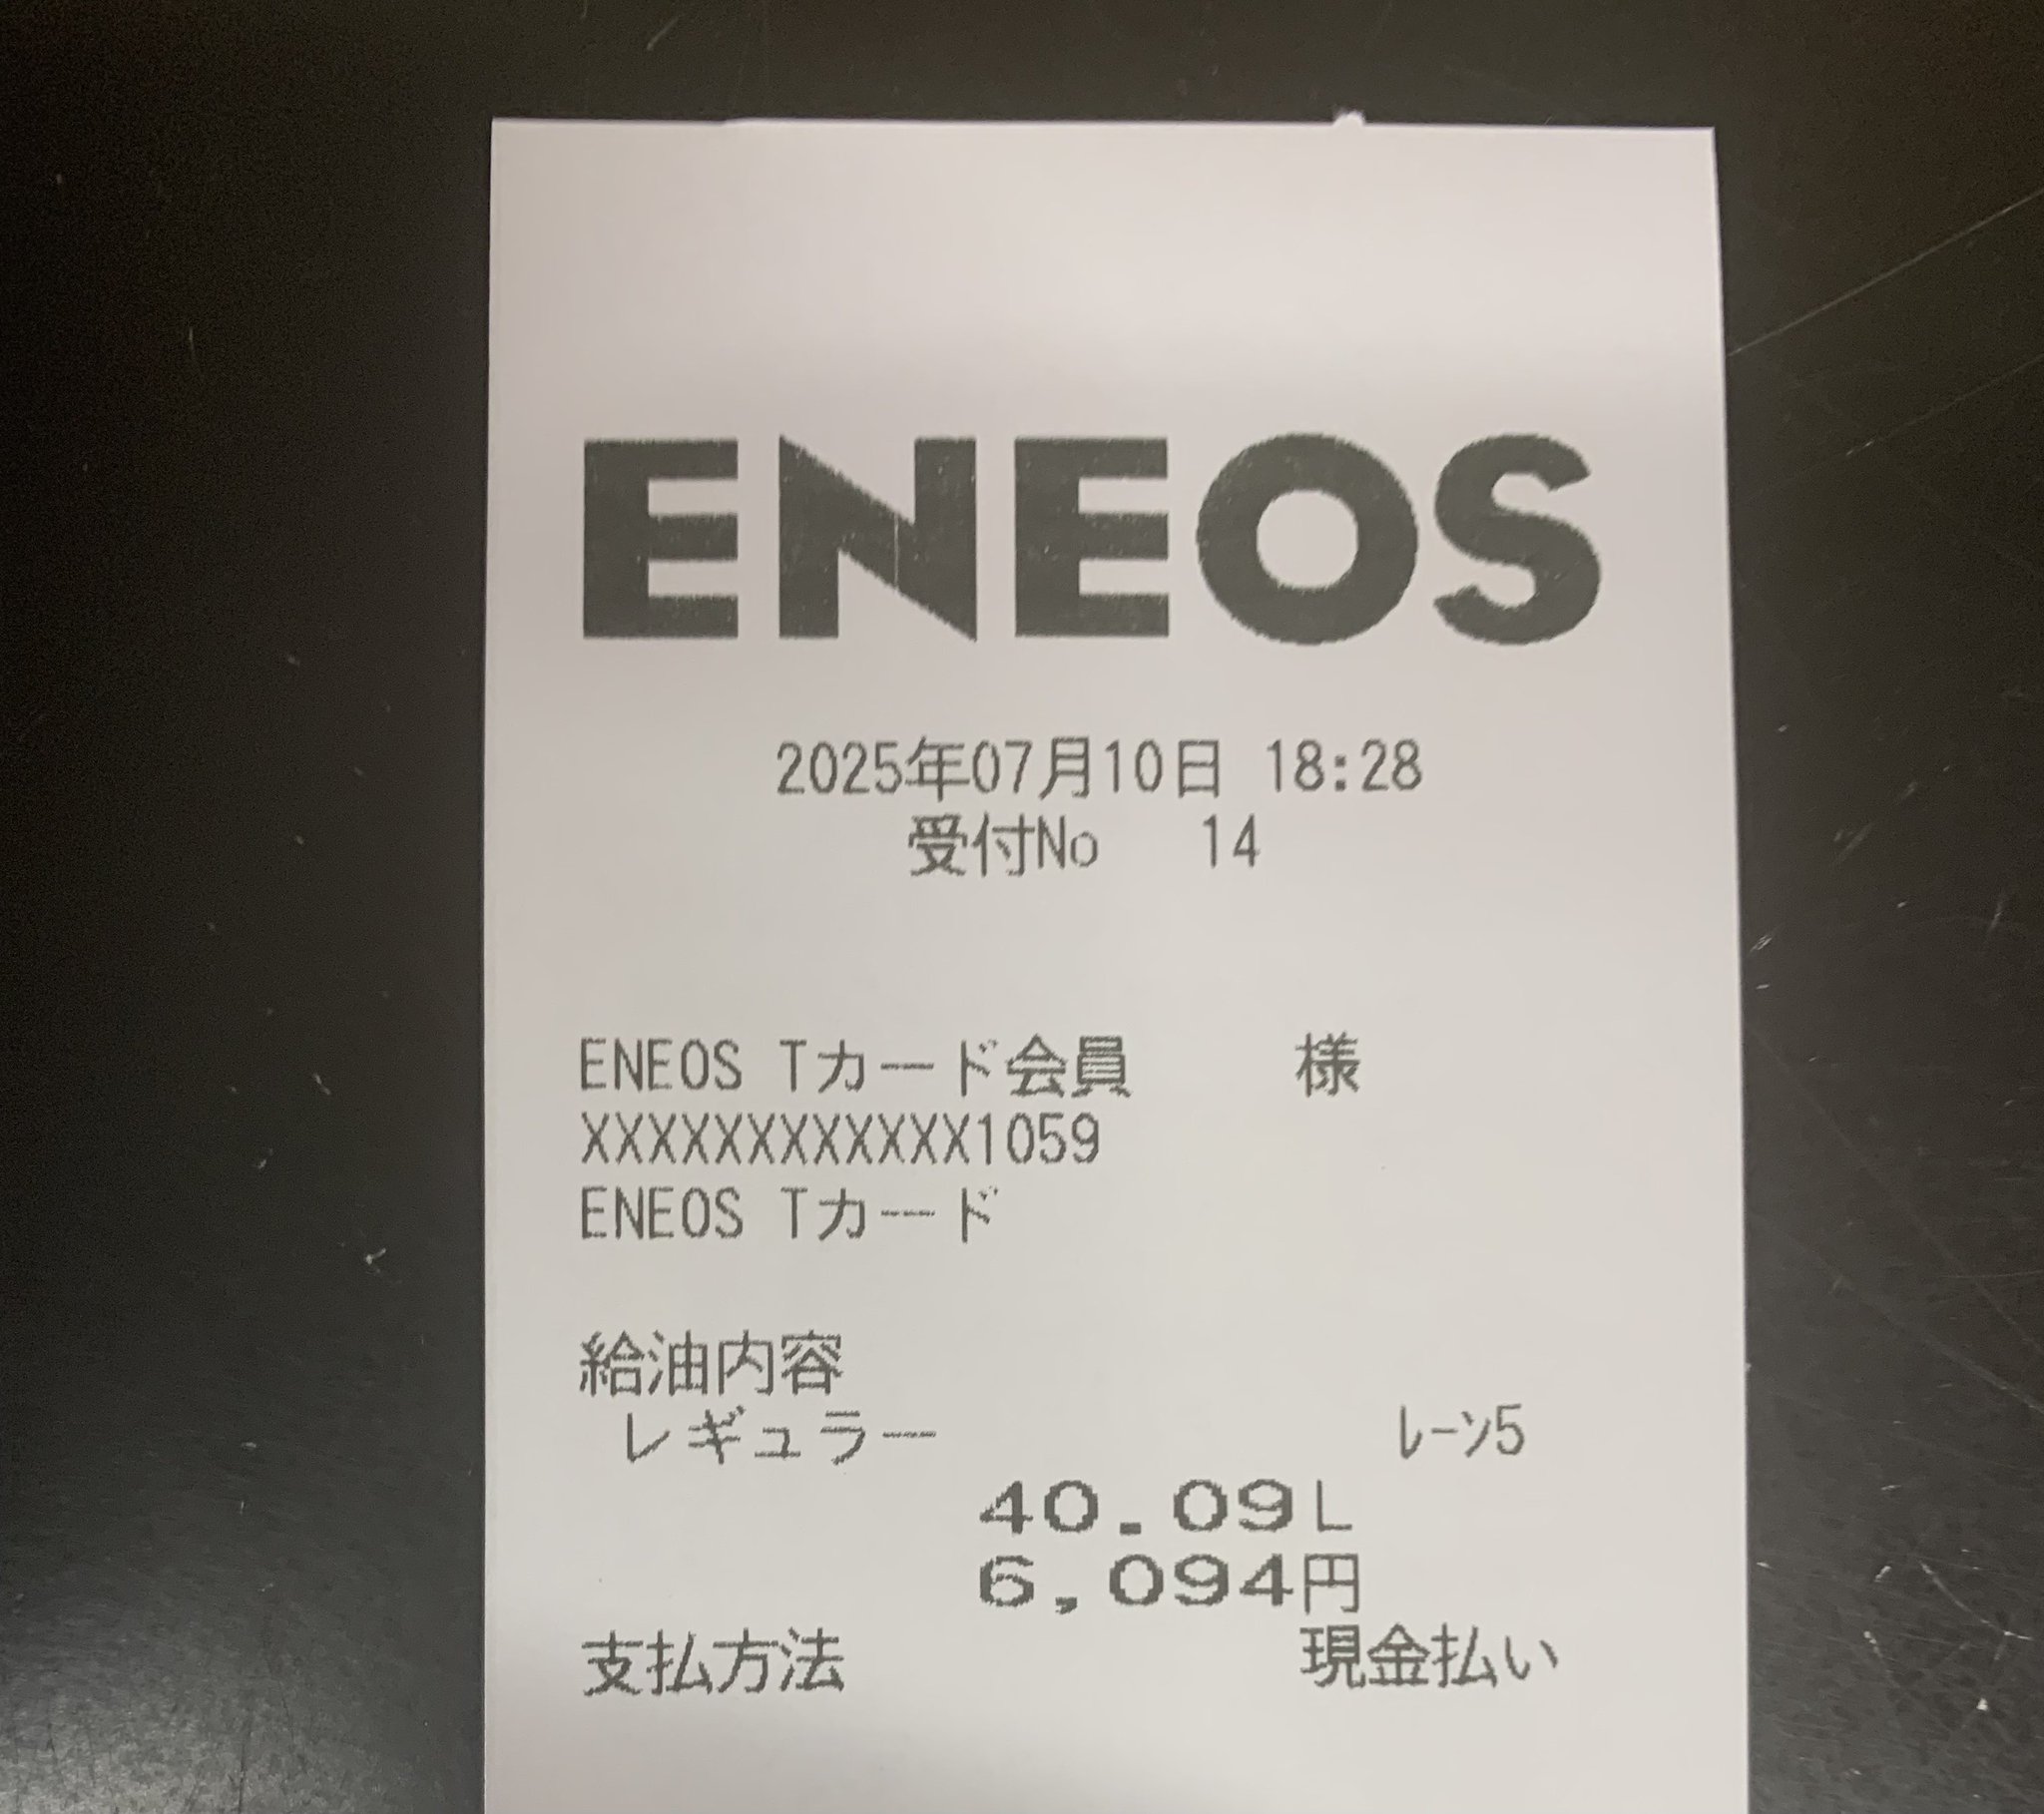 ENEOS
2025年07月10日 18:28
受付No 14
ENEOS Tカード会員 様
XXXXXXXXXXXX1059
ENEOS Tカード
給油内容
レギュラー ﾚｰﾝ5
40.09L
6,094円
支払方法 現金払い